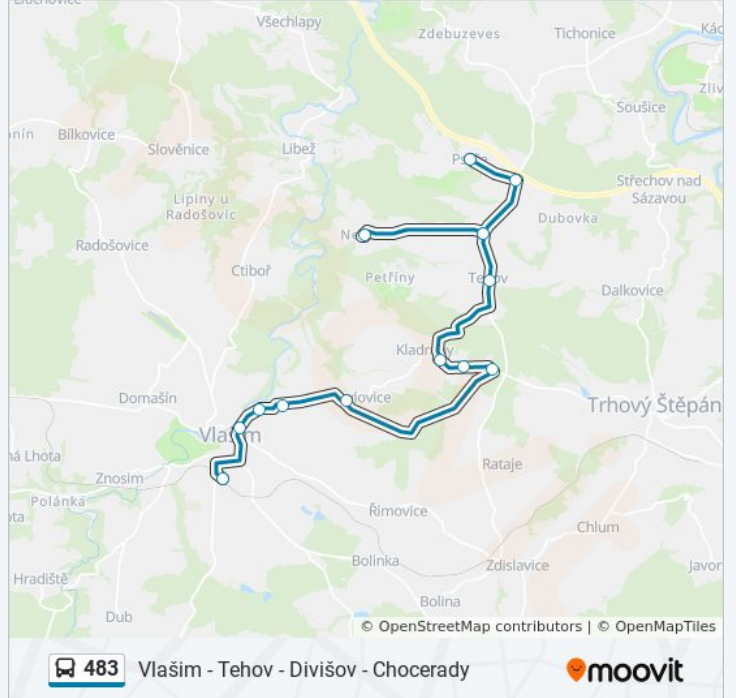 Všechlapy
Zdebuzeves
Tichonice
Soušice
Bílkovice
Slověnice
Libež
Střechov nad
Sázavou
Lipiny u
Radošovic
Dubovka
Radošovice
Ctiboř
Petříny
Dalkovice
Domašín
Trhový Štěpán
Vlašim
Znosim
Rataje
Polánka
Římovice
Chlum
Hradiště
Bolinka
Zdislavice
Bolina
Dub
© OpenStreetMap contributors | © OpenMapTiles
483 Vlašim - Tehov - Divišov - Chocerady
moovit